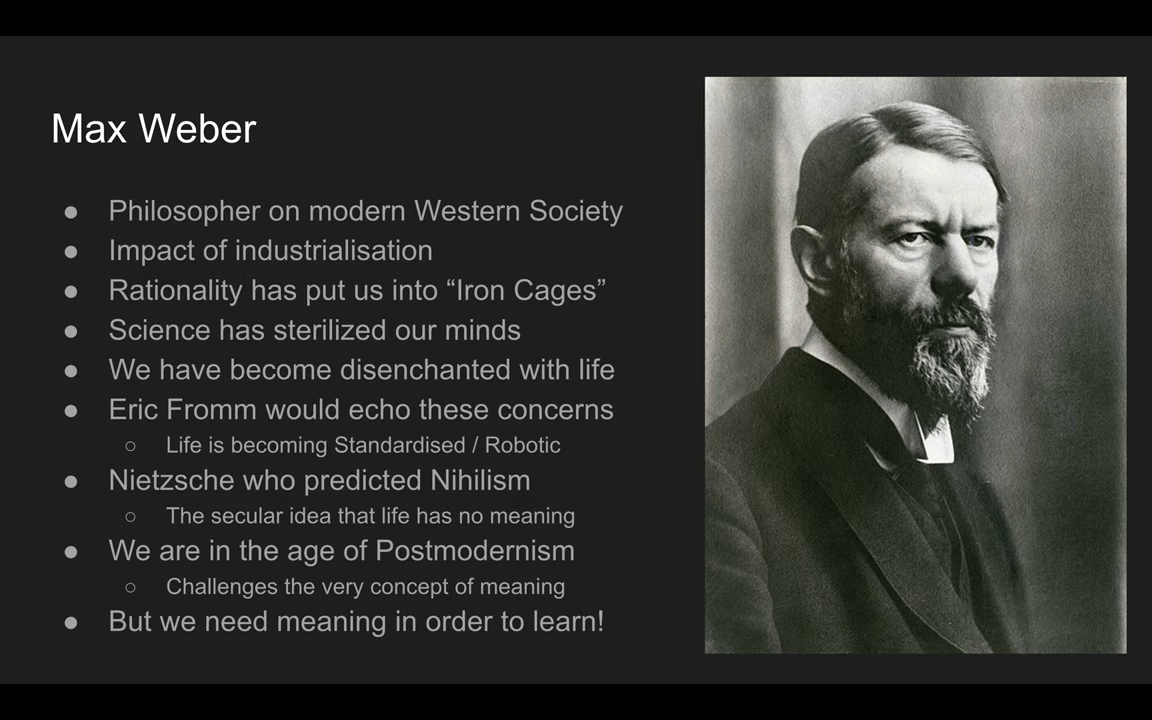 Max Weber
● Philosopher on modern Western Society
● Impact of industrialisation
● Rationality has put us into “Iron Cages”
● Science has sterilized our minds
● We have become disenchanted with life
● Eric Fromm would echo these concerns
○ Life is becoming Standardised / Robotic
● Nietzsche who predicted Nihilism
○ The secular idea that life has no meaning
● We are in the age of Postmodernism
○ Challenges the very concept of meaning
● But we need meaning in order to learn!